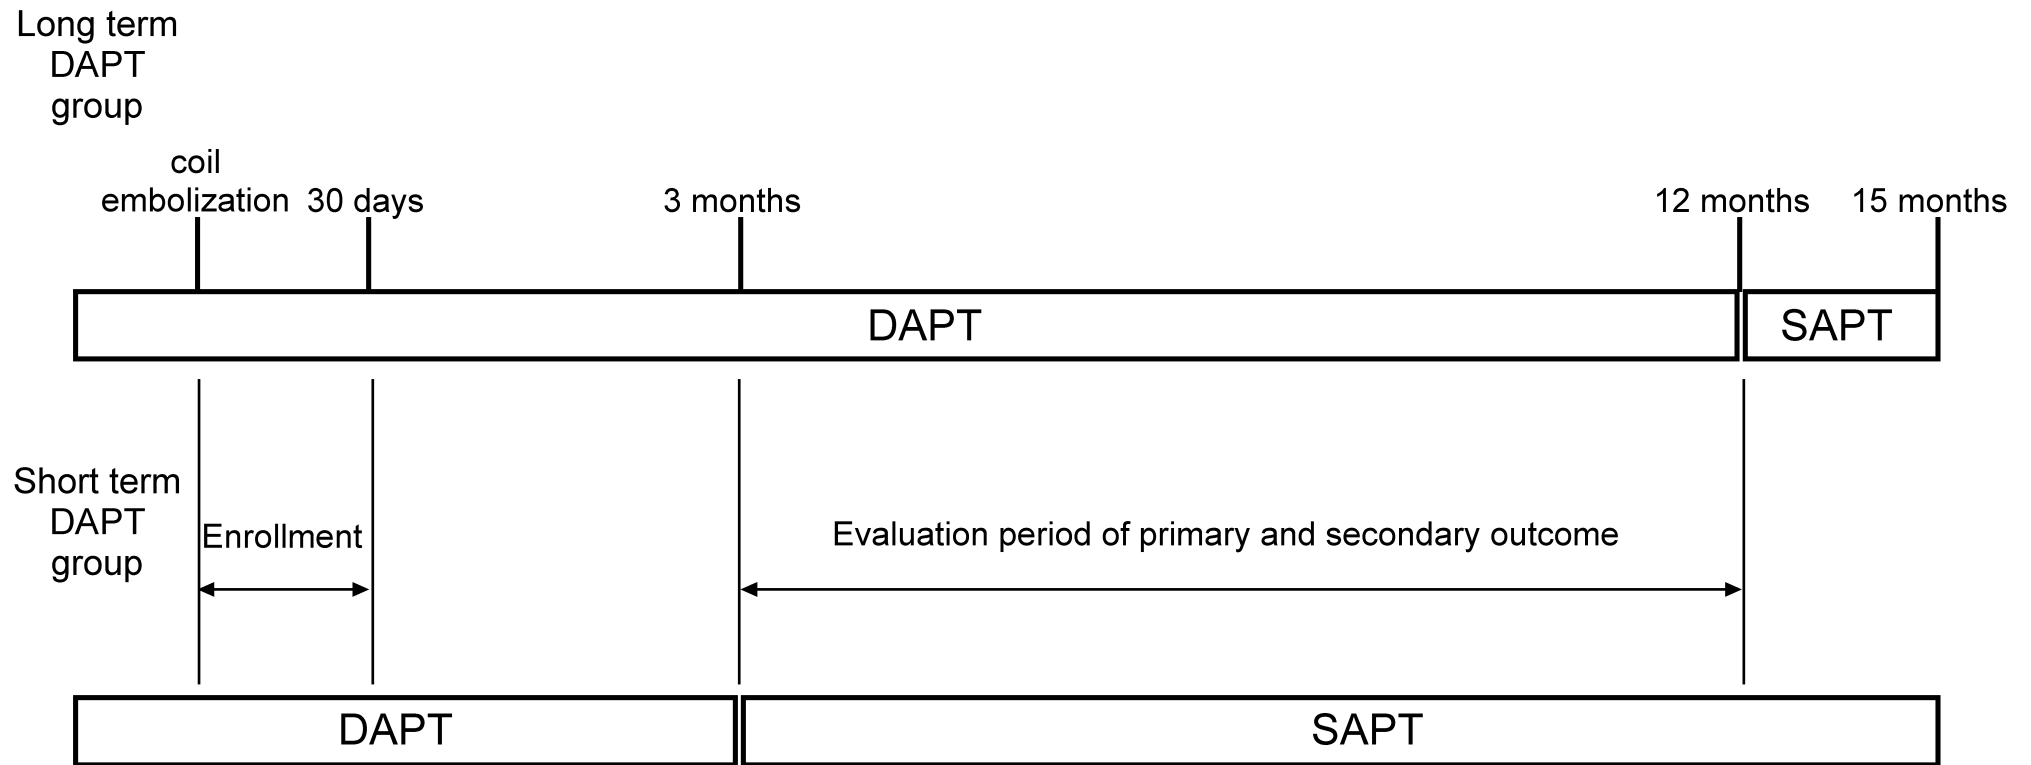 Long term
DAPT
group
coil
embolization 30 days 3 months 12 months 15 months
DAPT SAPT
Short term
DAPT
group
Enrollment Evaluation period of primary and secondary outcome
DAPT SAPT